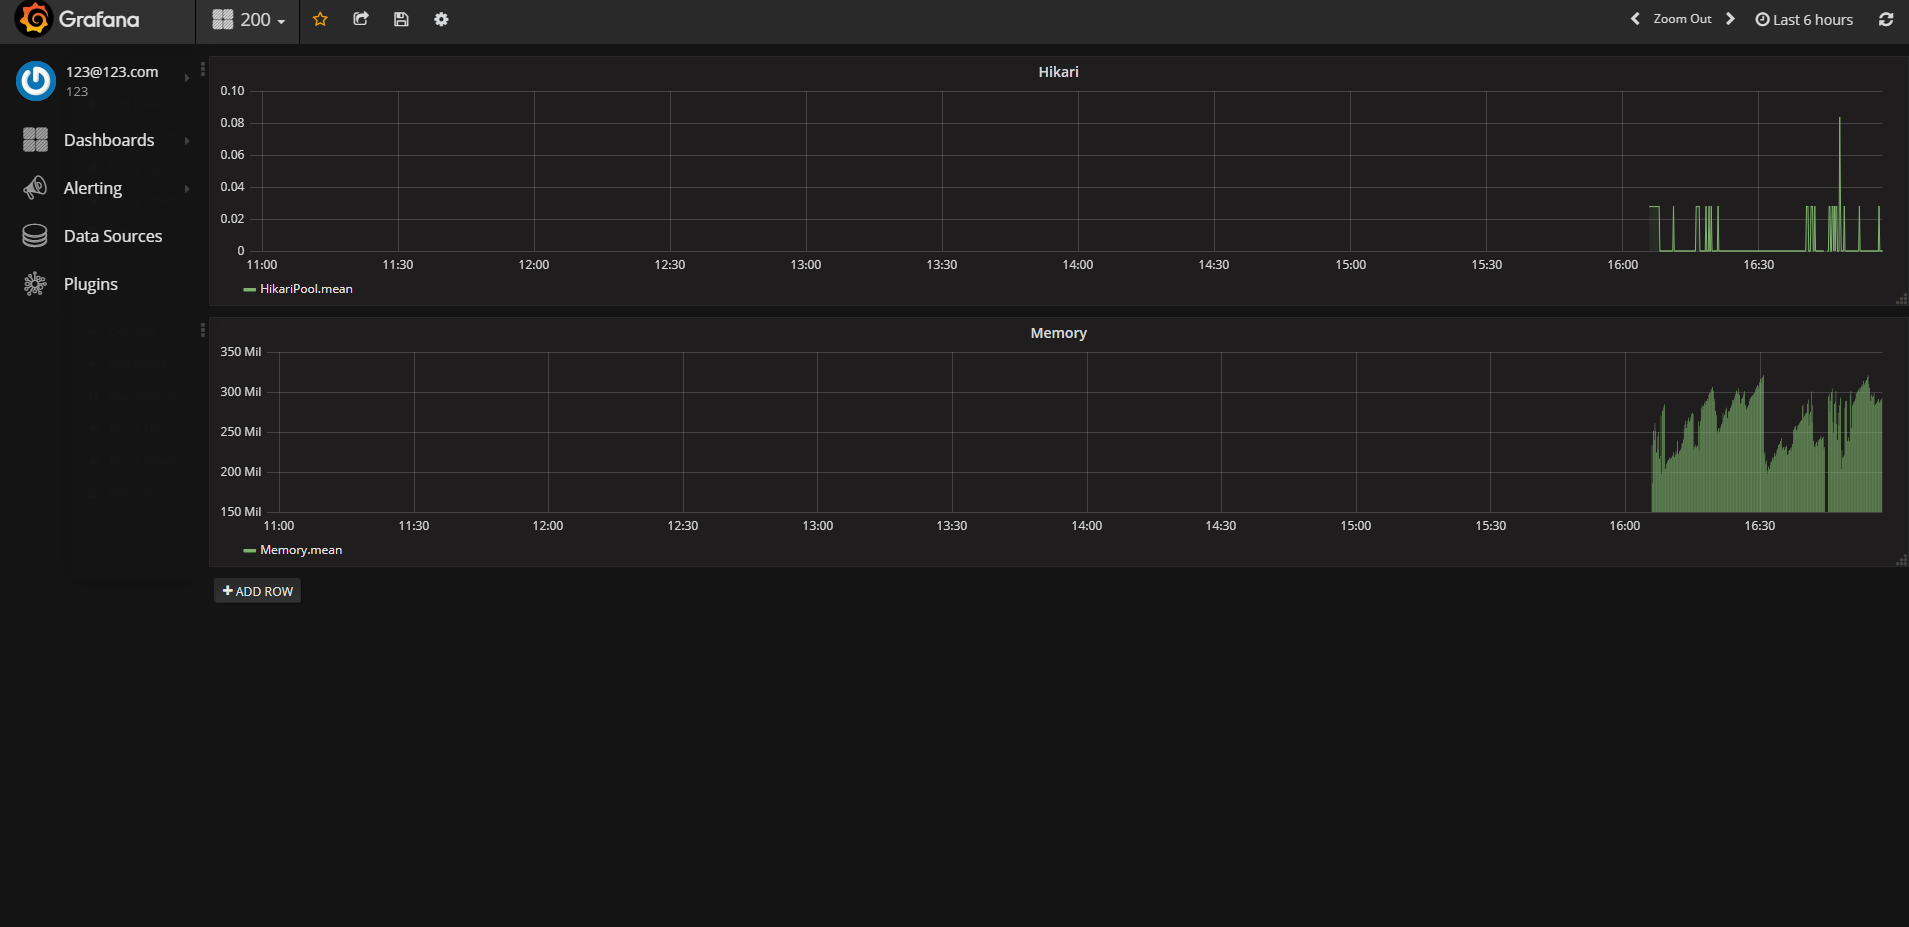 Grafana
200
Zoom Out
Last 6 hours
123@123.com
123
Dashboards
Alerting
Data Sources
Plugins
Hikari
0.10
0.08
0.06
0.04
0.02
0
11:00 11:30 12:00 12:30 13:00 13:30 14:00 14:30 15:00 15:30 16:00 16:30
HikariPool.mean
Memory
350 Mil
300 Mil
250 Mil
200 Mil
150 Mil
11:00 11:30 12:00 12:30 13:00 13:30 14:00 14:30 15:00 15:30 16:00 16:30
Memory.mean
ADD ROW